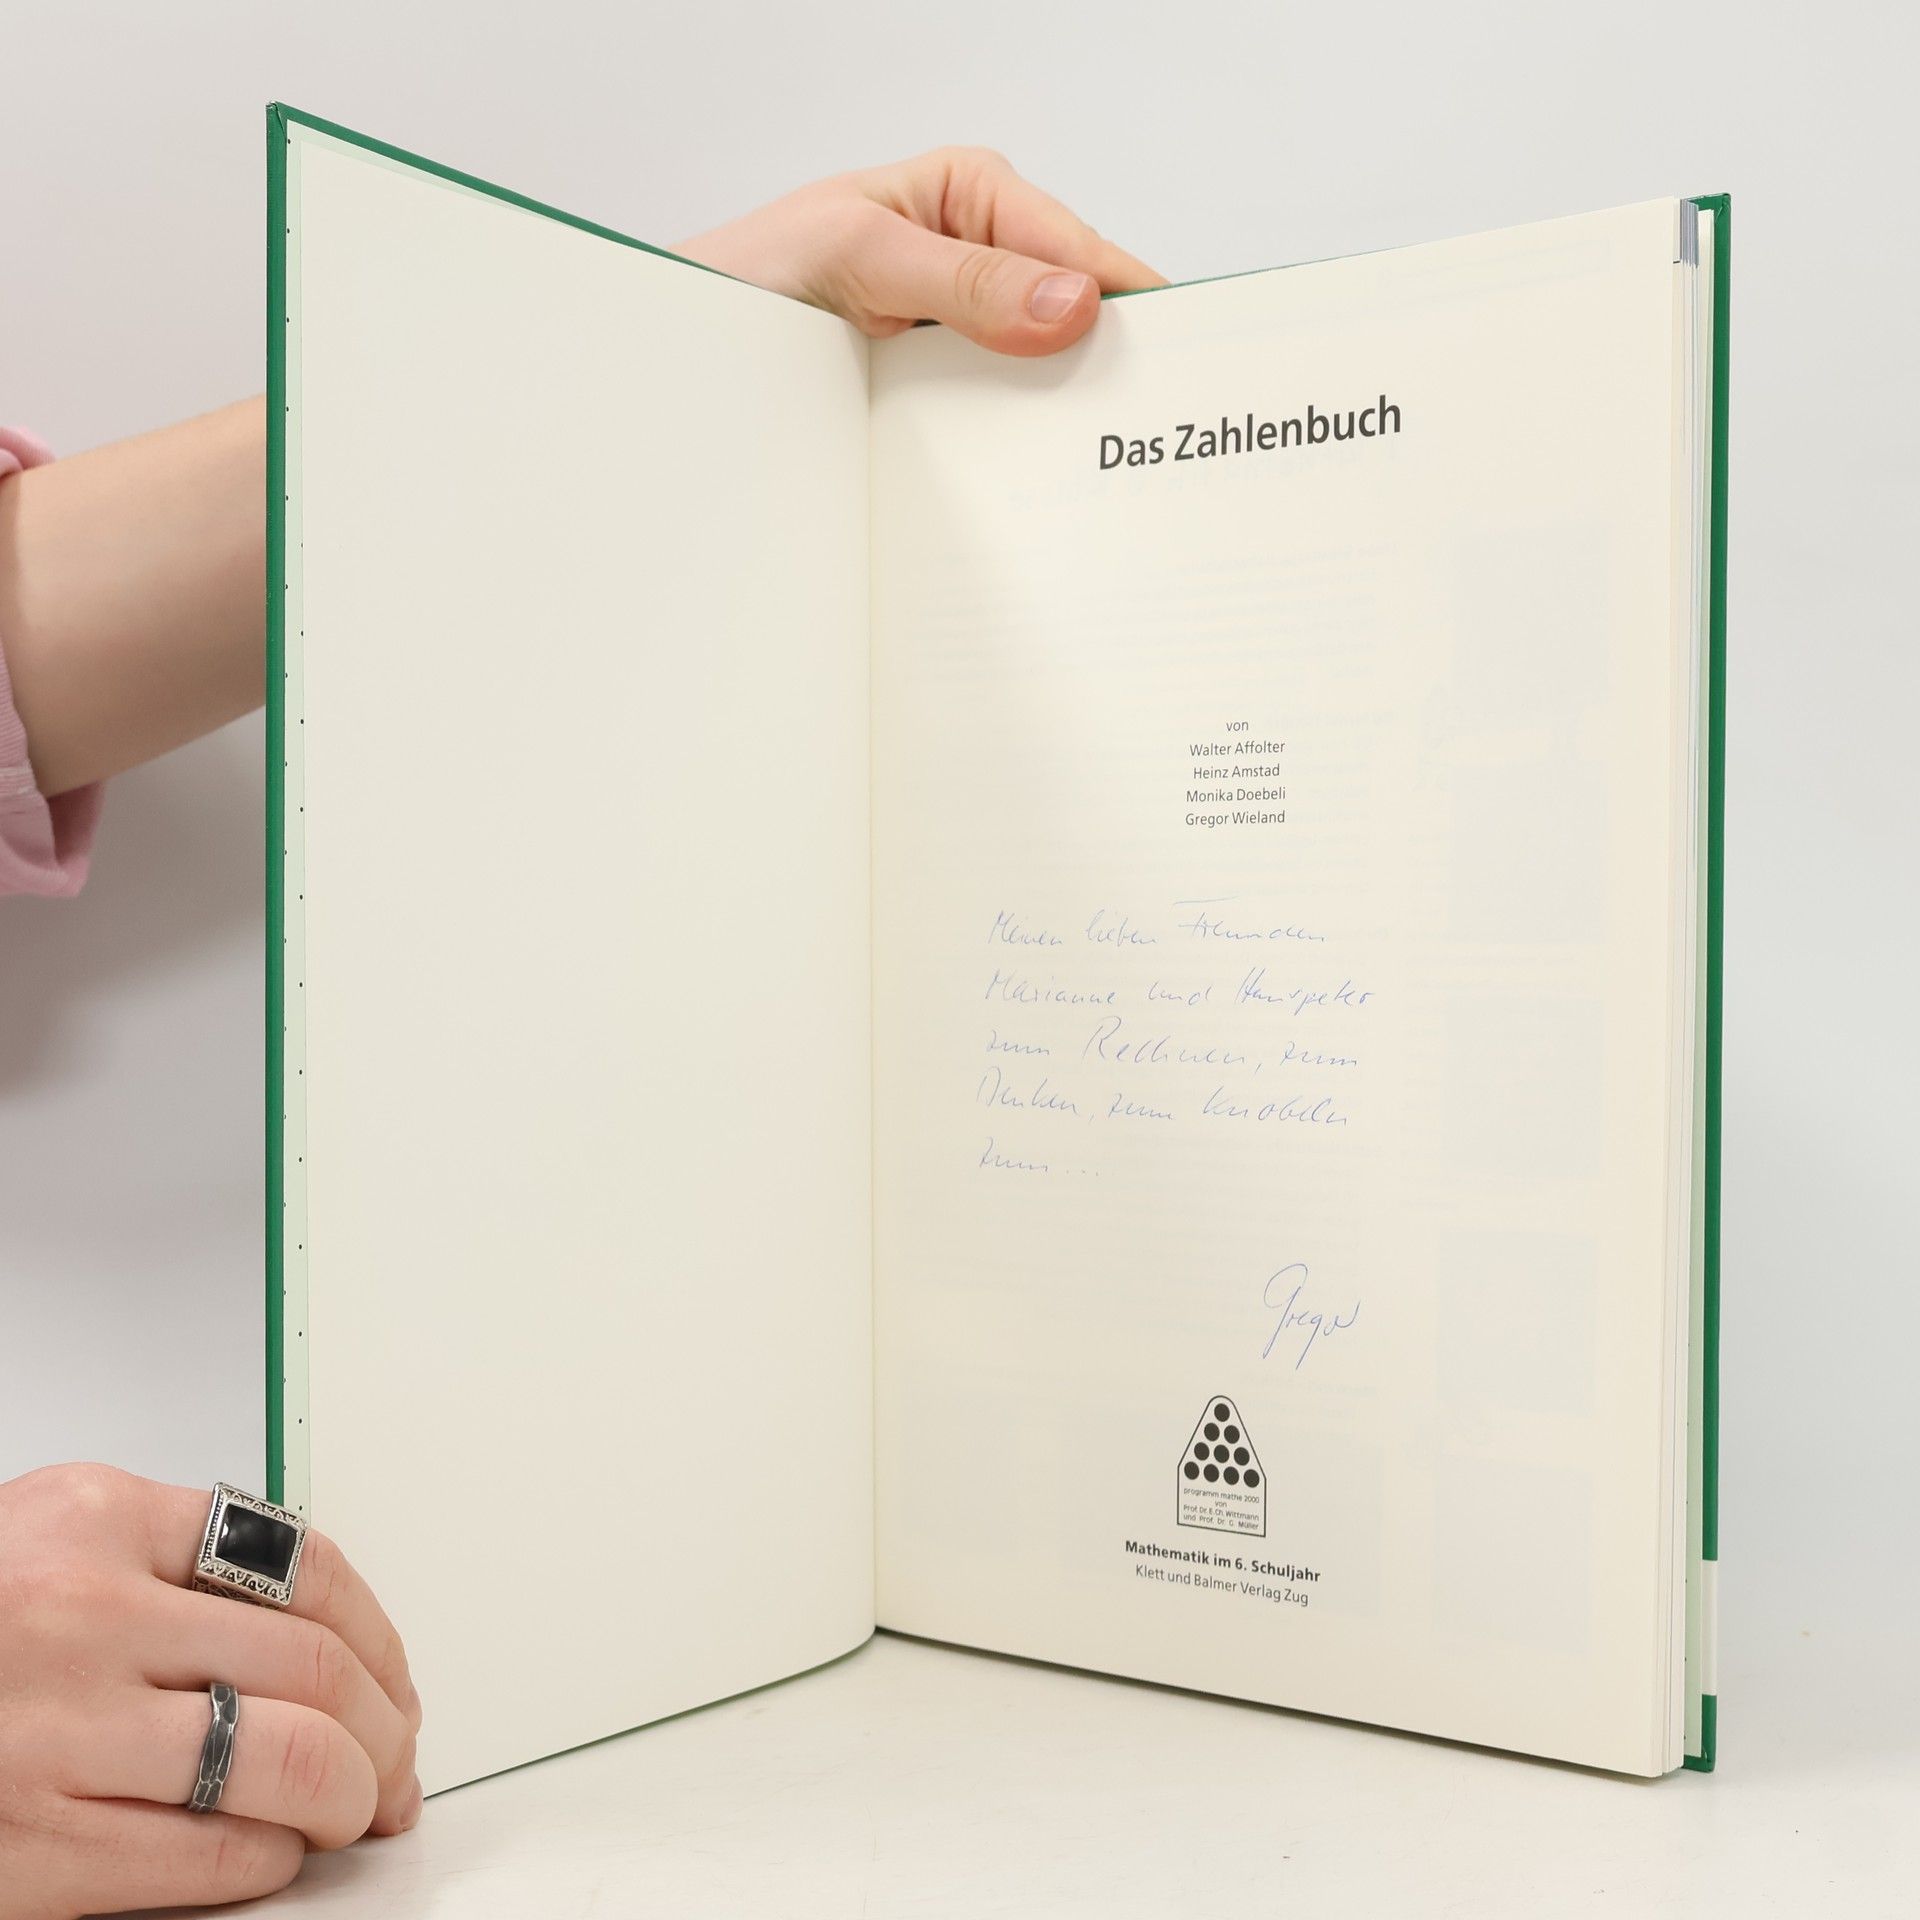 Das Zahlenbuch
von
Walter Affolter
Heinz Amstad
Monika Doebeli
Gregor Wieland
Meinen lieben Freunden
Marianne und Hanspeter
zum Rechnen, zum
Denken, zum Knobeln
zum ...
Gregor
programm mathe 2000
von
Prof. Dr. E. Ch. Wittmann
und Prof. Dr. G. Müller
Mathematik im 6. Schuljahr
Klett und Balmer Verlag Zug